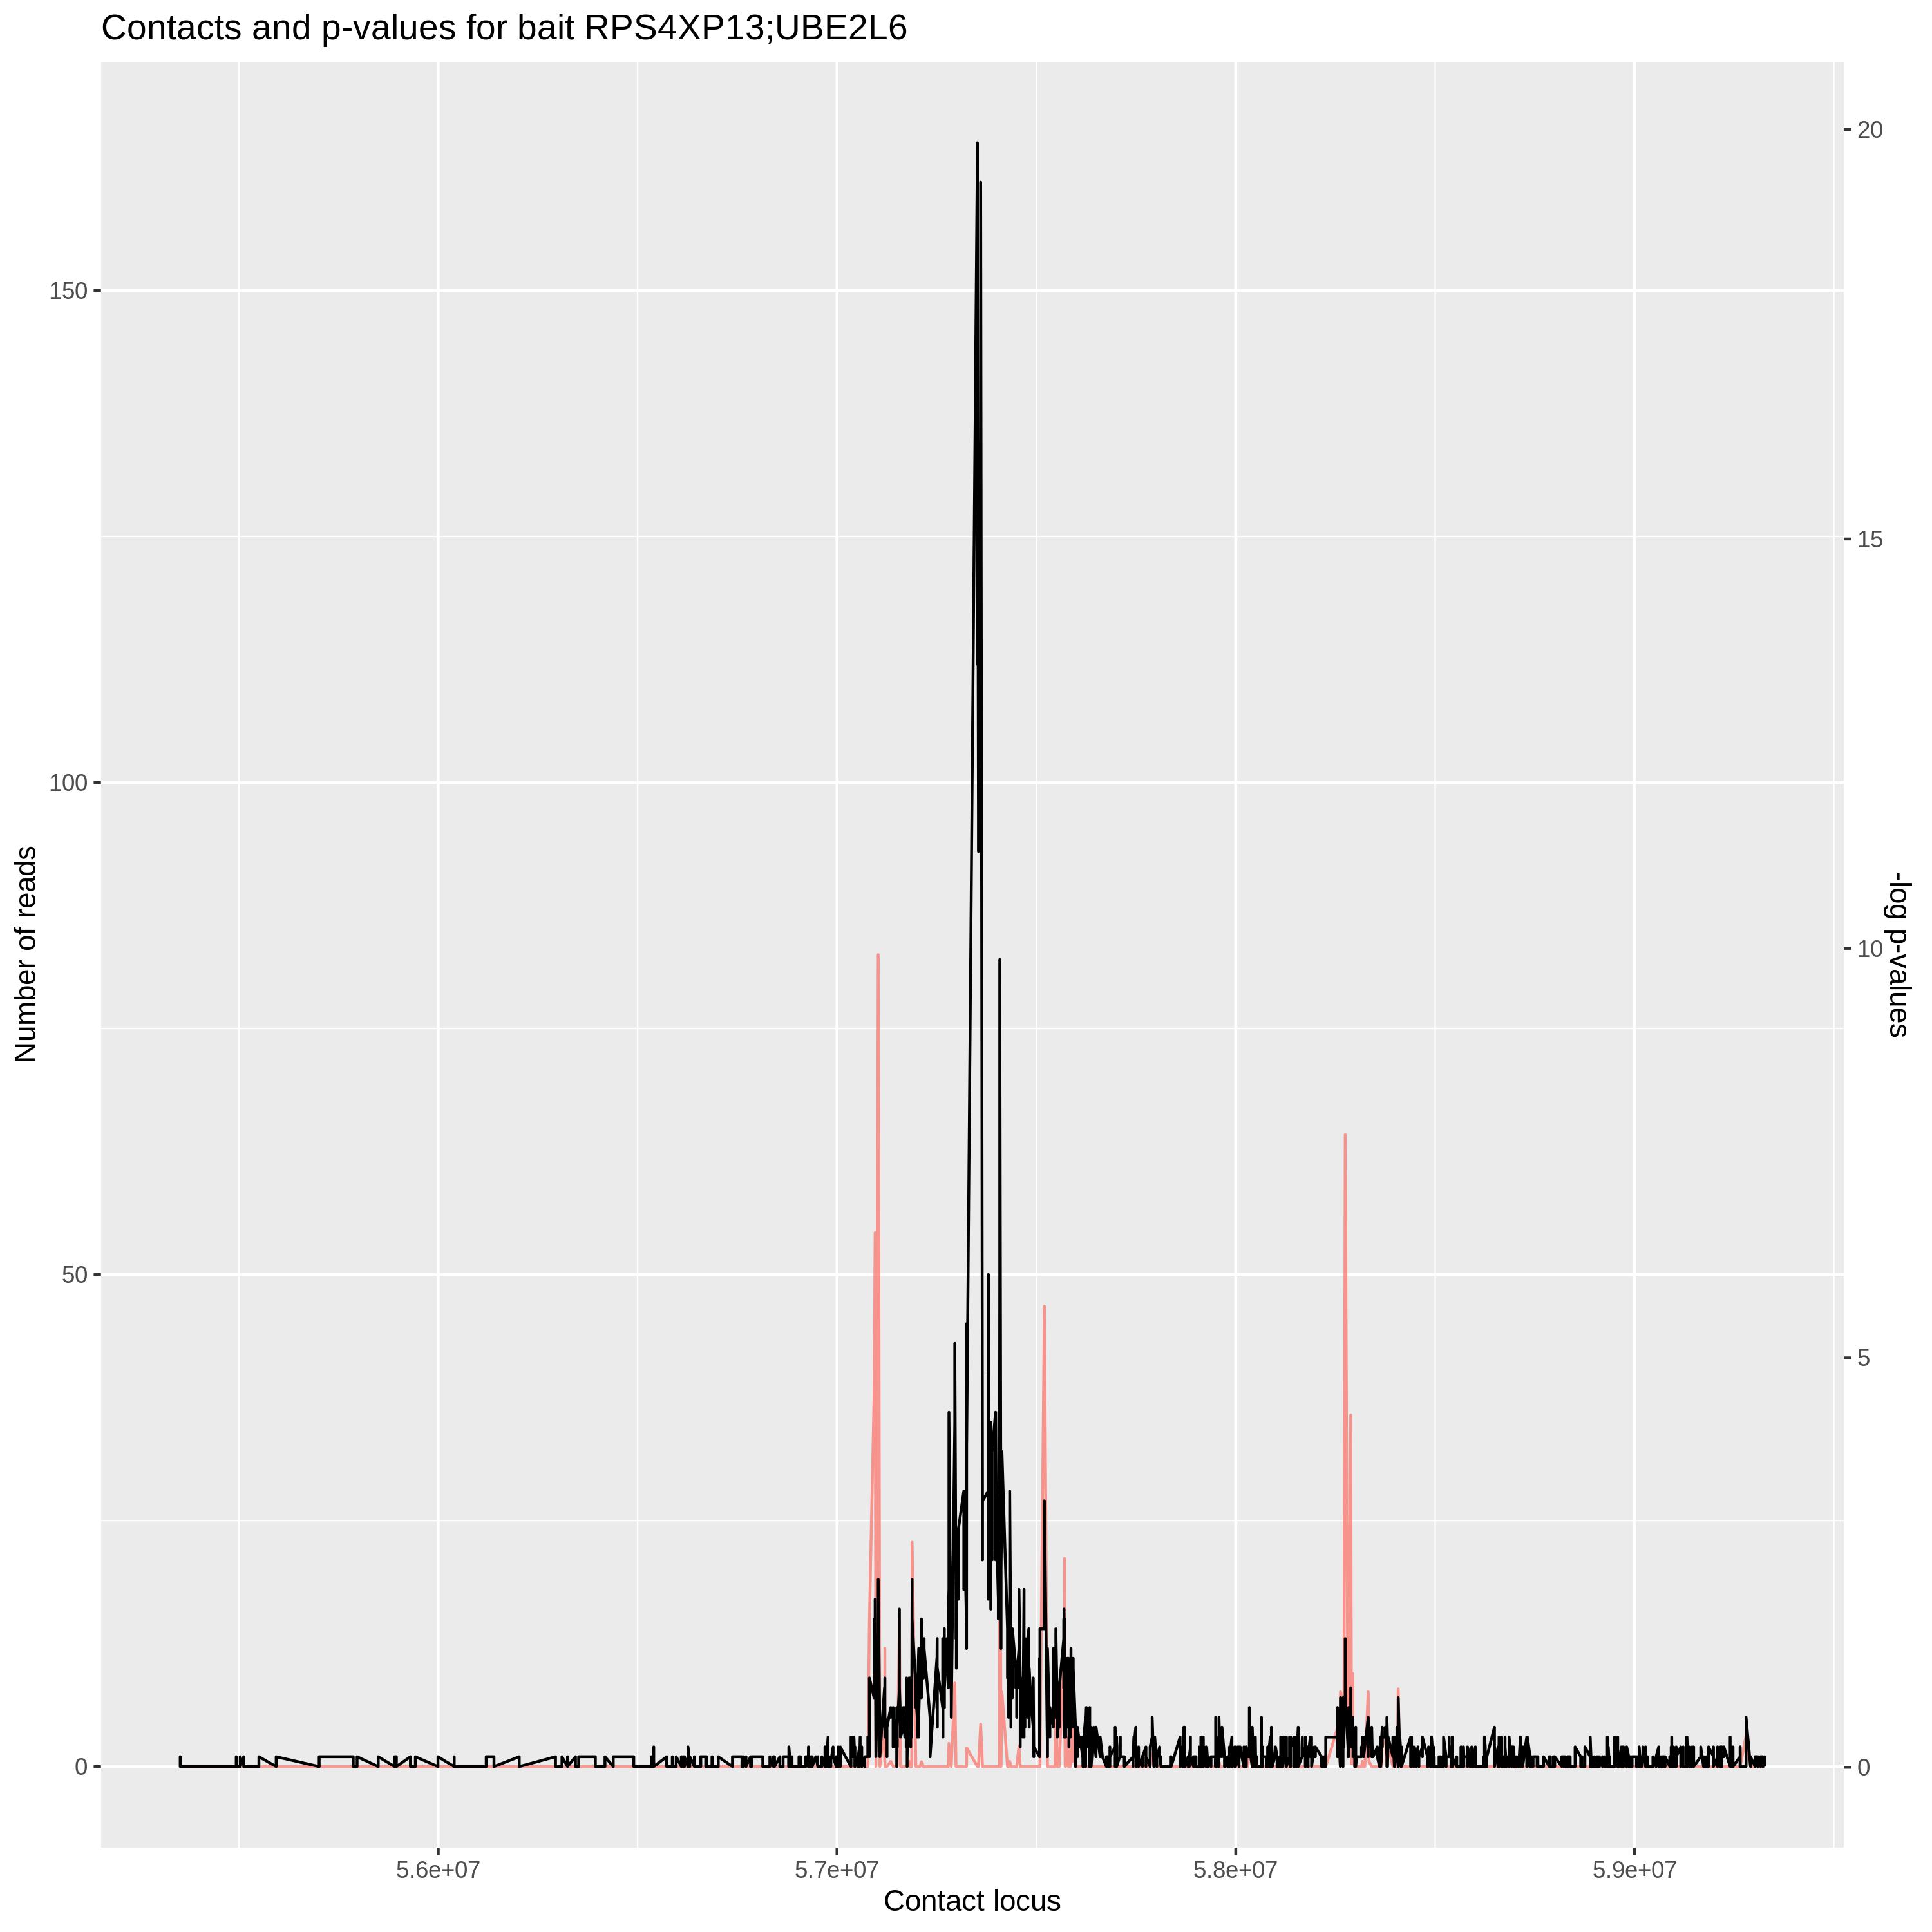 Contacts and p-values for bait RPS4XP13;UBE2L6
20
150
15
100
10
Number of reads
-log p-values
50
5
0
0
5.6e+07
5.7e+07
5.8e+07
5.9e+07
Contact locus